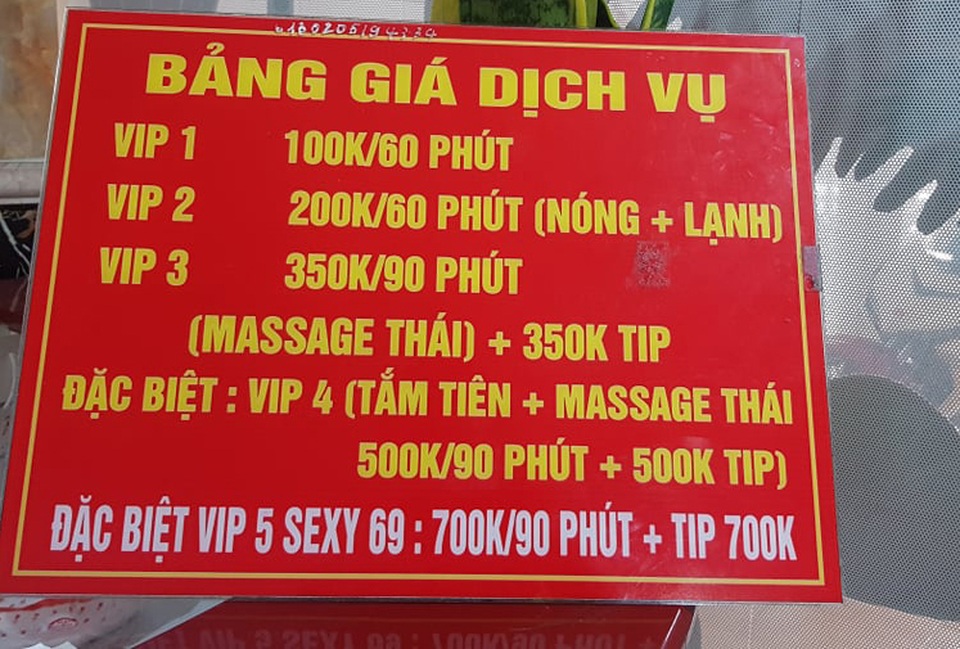 BẢNG GIÁ DỊCH VỤ
VIP 1 100K/60 PHÚT
VIP 2 200K/60 PHÚT (NÓNG + LẠNH)
VIP 3 350K/90 PHÚT
(MASSAGE THÁI) + 350K TIP
ĐẶC BIỆT : VIP 4 (TẮM TIÊN + MASSAGE THÁI
500K/90 PHÚT + 500K TIP)
ĐẶC BIỆT VIP 5 SEXY 69 : 700K/90 PHÚT + TIP 700K